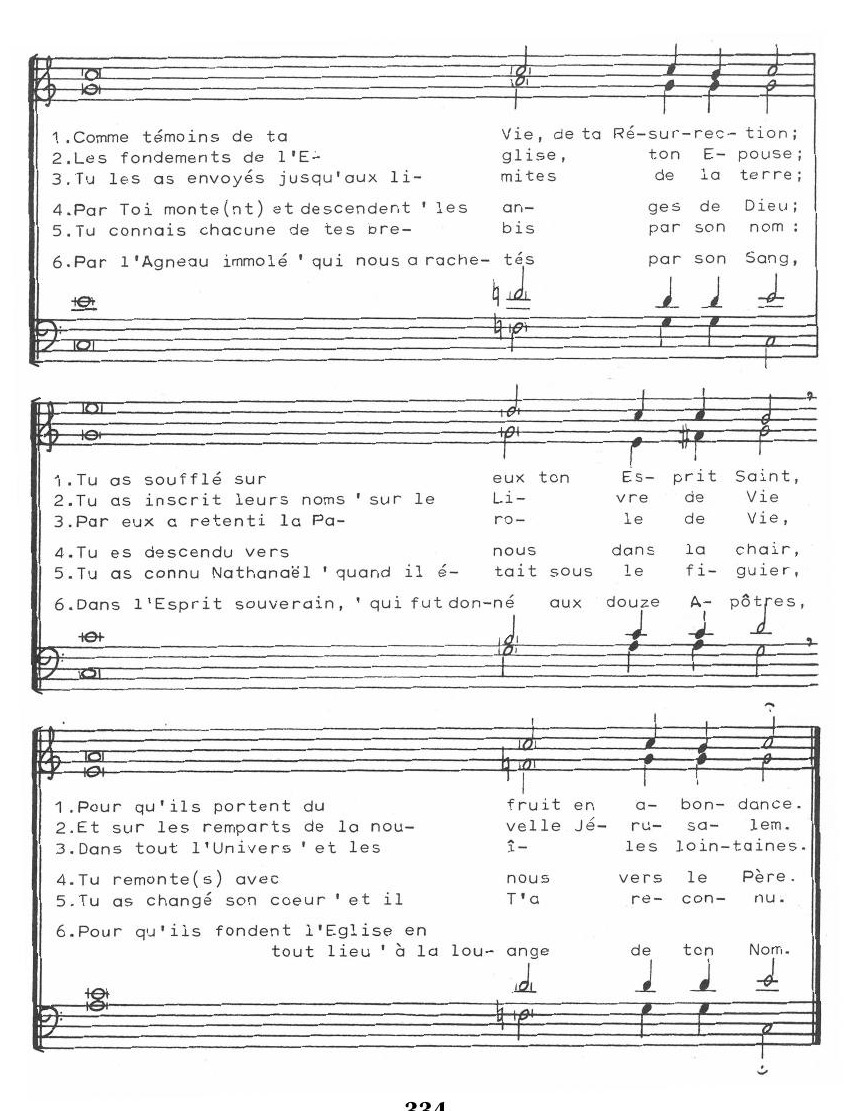 1.Comme témoins de ta Vie, de ta Ré-sur-rec- tion;
2.Les fondements de l'E- glise, ton E- pouse;
3.Tu les as envoyés jusqu'aux li- mites de la terre;
4.Par Toi monte(nt) et descendent ' les an- ges de Dieu;
5.Tu connais chacune de tes bre- bis par son nom :
6.Par l'Agneau immolé ' qui nous a rache- tés par son Sang,
1.Tu as soufflé sur eux ton Es- prit Saint,
2.Tu as inscrit leurs noms ' sur le Li- vre de Vie
3.Par eux a retenti la Pa- ro- le de Vie,
4.Tu es descendu vers nous dans la chair,
5.Tu as connu Nathanaël ' quand il é- tait sous le fi- guier,
6.Dans l'Esprit souverain, ' qui fut don-né aux douze A- pôtres,
1.Pour qu'ils portent du fruit en a- bon- dance.
2.Et sur les remparts de la nou- velle Jé- ru- sa- lem.
3.Dans tout l'Univers ' et les î- les loin-taines.
4.Tu remonte(s) avec nous vers le Père.
5.Tu as changé son coeur ' et il T'a re- con- nu.
6.Pour qu'ils fondent l'Eglise en
tout lieu ' à la lou- ange de ton Nom.
334